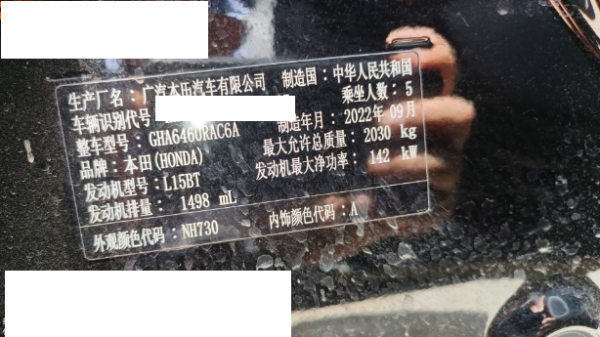 生产厂名：广汽本田汽车有限公司 制造国：中华人民共和国
车辆识别代号 乘坐人数：5
整车型号：GHA6460RAC6A 制造年月：2022年09月
品牌：本田(HONDA) 最大允许总质量：2030 kg
发动机型号：L15BT 发动机最大净功率：142 kW
发动机排量： 1498 mL
外观颜色代码：NH730 内饰颜色代码：A